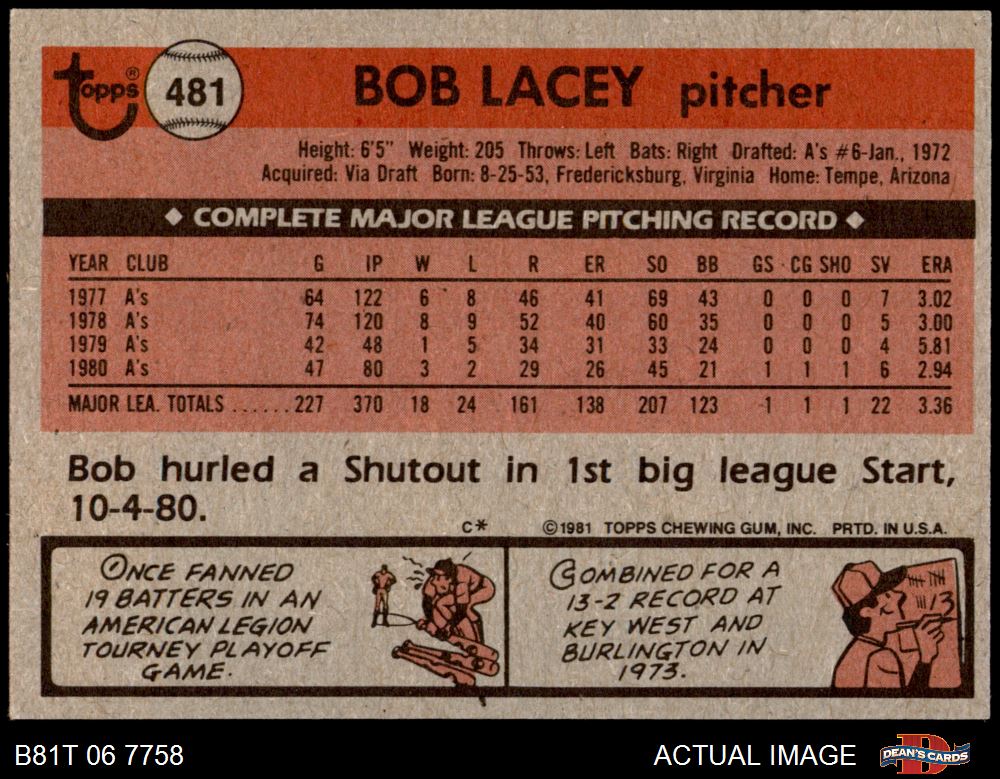 Topps® 481 BOB LACEY pitcher
Height: 6'5" Weight: 205 Throws: Left Bats: Right Drafted: A's #6-Jan., 1972
Acquired: Via Draft Born: 8-25-53, Fredericksburg, Virginia Home: Tempe, Arizona
◆ COMPLETE MAJOR LEAGUE PITCHING RECORD ◆
YEAR CLUB G IP W L R ER SO BB GS CG SHO SV ERA
1977 A's 64 122 6 8 46 41 69 43 0 0 0 7 3.02
1978 A's 74 120 8 9 52 40 60 35 0 0 0 5 3.00
1979 A's 42 48 1 5 34 31 33 24 0 0 0 4 5.81
1980 A's 47 80 3 2 29 26 45 21 1 1 1 6 2.94
MAJOR LEA. TOTALS ......227 370 18 24 161 138 207 123 1 1 1 22 3.36
Bob hurled a Shutout in 1st big league Start,
10-4-80.
C* ©1981 TOPPS CHEWING GUM, INC. PRTD. IN U.S.A.
ONCE FANNED
19 BATTERS IN AN
AMERICAN LEGION
TOURNEY PLAYOFF
GAME.
COMBINED FOR A
13-2 RECORD AT
KEY WEST AND
BURLINGTON IN
1973.
13
B81T 06 7758 ACTUAL IMAGE DEAN'S CARDS